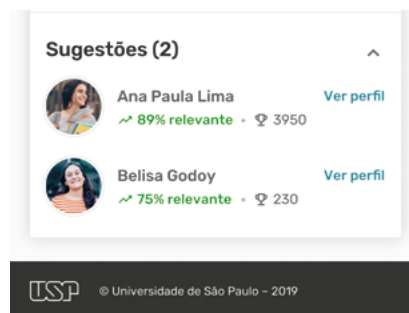 Sugestões (2)
Ana Paula Lima
Ver perfil
89% relevante • 3950
Belisa Godoy
Ver perfil
75% relevante • 230
USP © Universidade de São Paulo – 2019